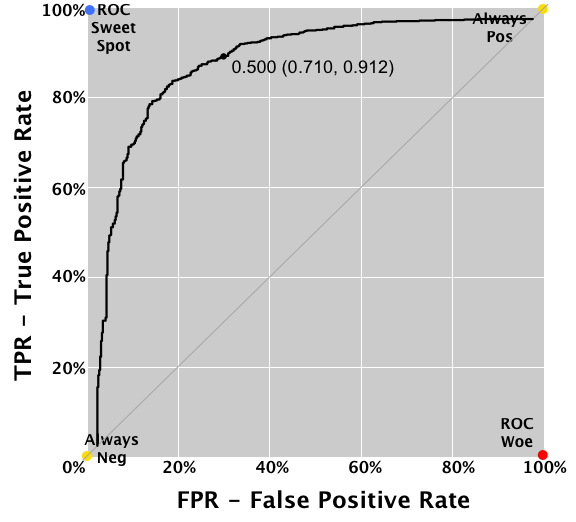 100%
ROC
Sweet
Spot
Always
Pos
0.500 (0.710, 0.912)
80%
60%
40%
20%
TPR – True Positive Rate
Always
Neg
ROC
Woe
0%
20%
40%
60%
80%
100%
FPR – False Positive Rate